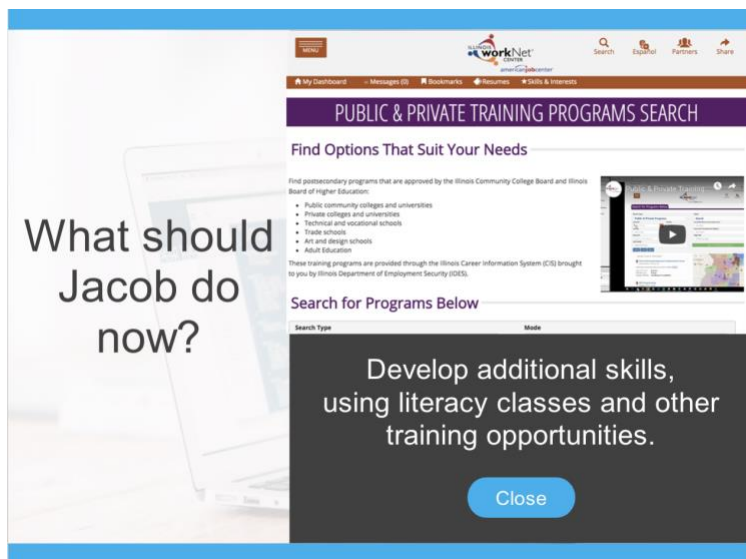 What should
Jacob do
now?
MENU
ILLINOIS
workNet
CENTER
americanjobcenter
Search
Español
Partners
Share
My Dashboard
Messages (0)
Bookmarks
Resumes
Skills & Interests
PUBLIC & PRIVATE TRAINING PROGRAMS SEARCH
Find Options That Suit Your Needs
Find postsecondary programs that are approved by the Illinois Community College Board and Illinois
Board of Higher Education:
• Public community colleges and universities
• Private colleges and universities
• Technical and vocational schools
• Trade schools
• Art and design schools
• Adult Education
These training programs are provided through the Illinois Career Information System (CIS) brought
to you by Illinois Department of Employment Security (IDES).
Public & Private Training
Search for Programs Below
Search Type
Mode
Develop additional skills,
using literacy classes and other
training opportunities.
Close